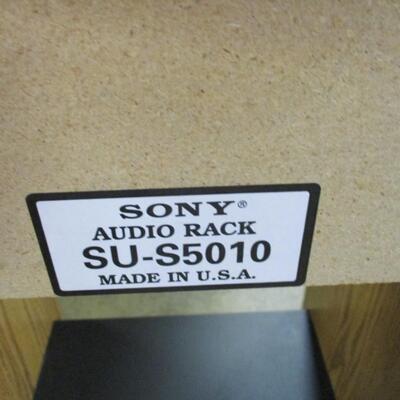 SONY®
AUDIO RACK
SU-S5010
MADE IN U.S.A.